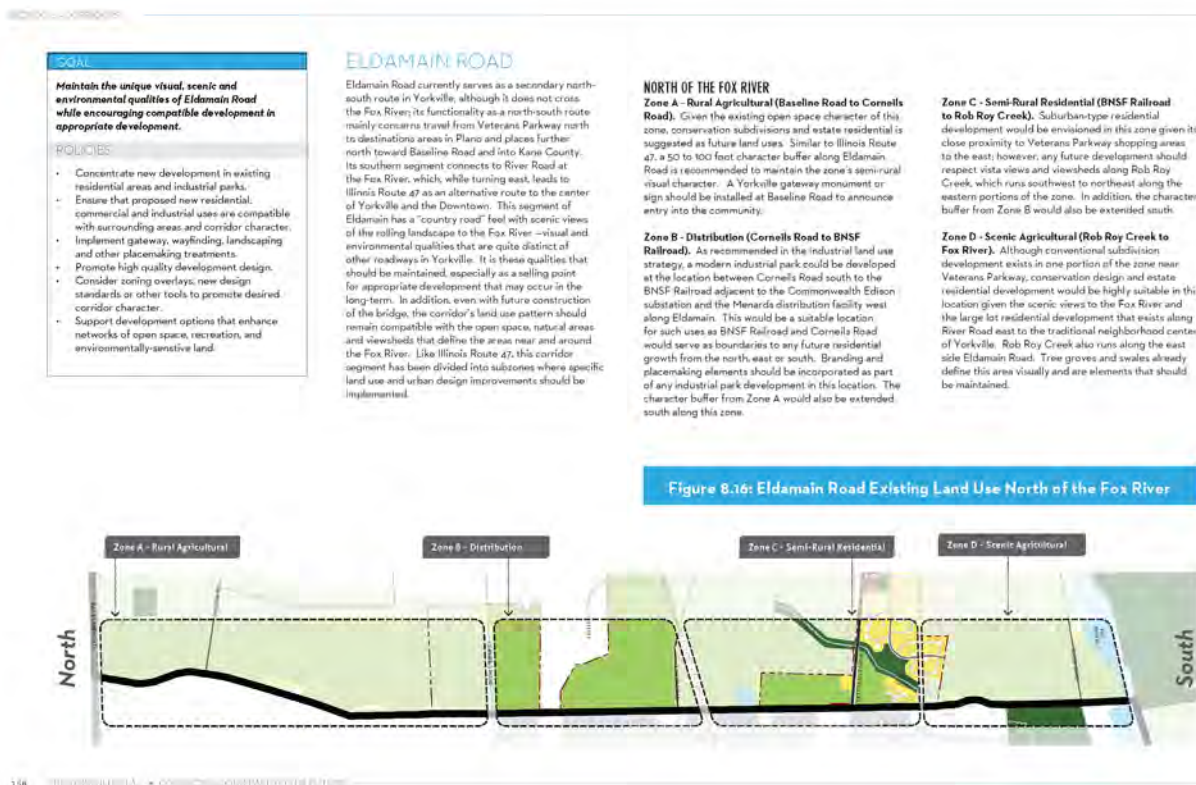 GOAL
Maintain the unique visual, scenic and
environmental qualities of Eldamain Road
while encouraging compatible development in
appropriate development.
POLICIES
• Concentrate new development in existing
residential areas and industrial parks.
• Ensure that proposed new residential,
commercial and industrial uses are compatible
with surrounding areas and corridor character.
• Implement gateway, wayfinding, landscaping
and other placemaking treatments.
• Promote high quality development design.
• Consider zoning overlays, new design
standards or other tools to promote desired
corridor character.
• Support development options that enhance
networks of open space, recreation, and
environmentally-senstive land.
ELDAMAIN ROAD
Eldamain Road currently serves as a secondary north-
south route in Yorkville, although it does not cross
the Fox River; its functionality as a north-south route
mainly concerns travel from Veterans Parkway north
to destinations areas in Plano and places further
north toward Baseline Road and into Kane County.
Its southern segment connects to River Road at
the Fox River, which, while turning east, leads to
Illinois Route 47 as an alternative route to the center
of Yorkville and the Downtown. This segment of
Eldamain has a "country road" feel with scenic views
of the rolling landscape to the Fox River –visual and
environmental qualities that are quite distinct of
other roadways in Yorkville. It is these qualities that
should be maintained, especially as a selling point
for appropriate development that may occur in the
long-term. In addition, even with future construction
of the bridge, the corridor's land use pattern should
remain compatible with the open space, natural areas
and viewsheds that define the areas near and around
the Fox River. Like Illinois Route 47, this corridor
segment has been divided into subzones where specific
land use and urban design improvements should be
implemented.
NORTH OF THE FOX RIVER
Zone A - Rural Agricultural (Baseline Road to Corneils
Road). Given the existing open space character of this
zone, conservation subdivisions and estate residential is
suggested as future land uses. Similar to Illinois Route
47, a 50 to 100 foot character buffer along Eldamain
Road is recommended to maintain the zone's semi-rural
visual character. A Yorkville gateway monument or
sign should be installed at Baseline Road to announce
entry into the community.
Zone B - Distribution (Corneils Road to BNSF
Railroad). As recommended in the industrial land use
strategy, a modern industrial park could be developed
at the location between Corneils Road south to the
BNSF Railroad adjacent to the Commonwealth Edison
substation and the Menards distribution facility west
along Eldamain. This would be a suitable location
for such uses as BNSF Railroad and Corneils Road
would serve as boundaries to any future residential
growth from the north, east or south. Branding and
placemaking elements should be incorporated as part
of any industrial park development in this location. The
character buffer from Zone A would also be extended
south along this zone.
Zone C - Semi-Rural Residential (BNSF Railroad
to Rob Roy Creek). Suburban-type residential
development would be envisioned in this zone given its
close proximity to Veterans Parkway shopping areas
to the east; however, any future development should
respect vista views and viewsheds along Rob Roy
Creek, which runs southwest to northeast along the
eastern portions of the zone. In addition, the character
buffer from Zone B would also be extended south.
Zone D - Scenic Agricultural (Rob Roy Creek to
Fox River). Although conventional subdivision
development exists in one portion of the zone near
Veterans Parkway, conservation design and estate
residential development would be highly suitable in this
location given the scenic views to the Fox River and
the large lot residential development that exists along
River Road east to the traditional neighborhood center
of Yorkville. Rob Roy Creek also runs along the east
side Eldamain Road. Tree groves and swales already
define this area visually and are elements that should
be maintained.
Figure 8.16: Eldamain Road Existing Land Use North of the Fox River
Zone A - Rural Agricultural
Zone B - Distribution
Zone C - Semi-Rural Residential
Zone D - Scenic Agricultural
North
South